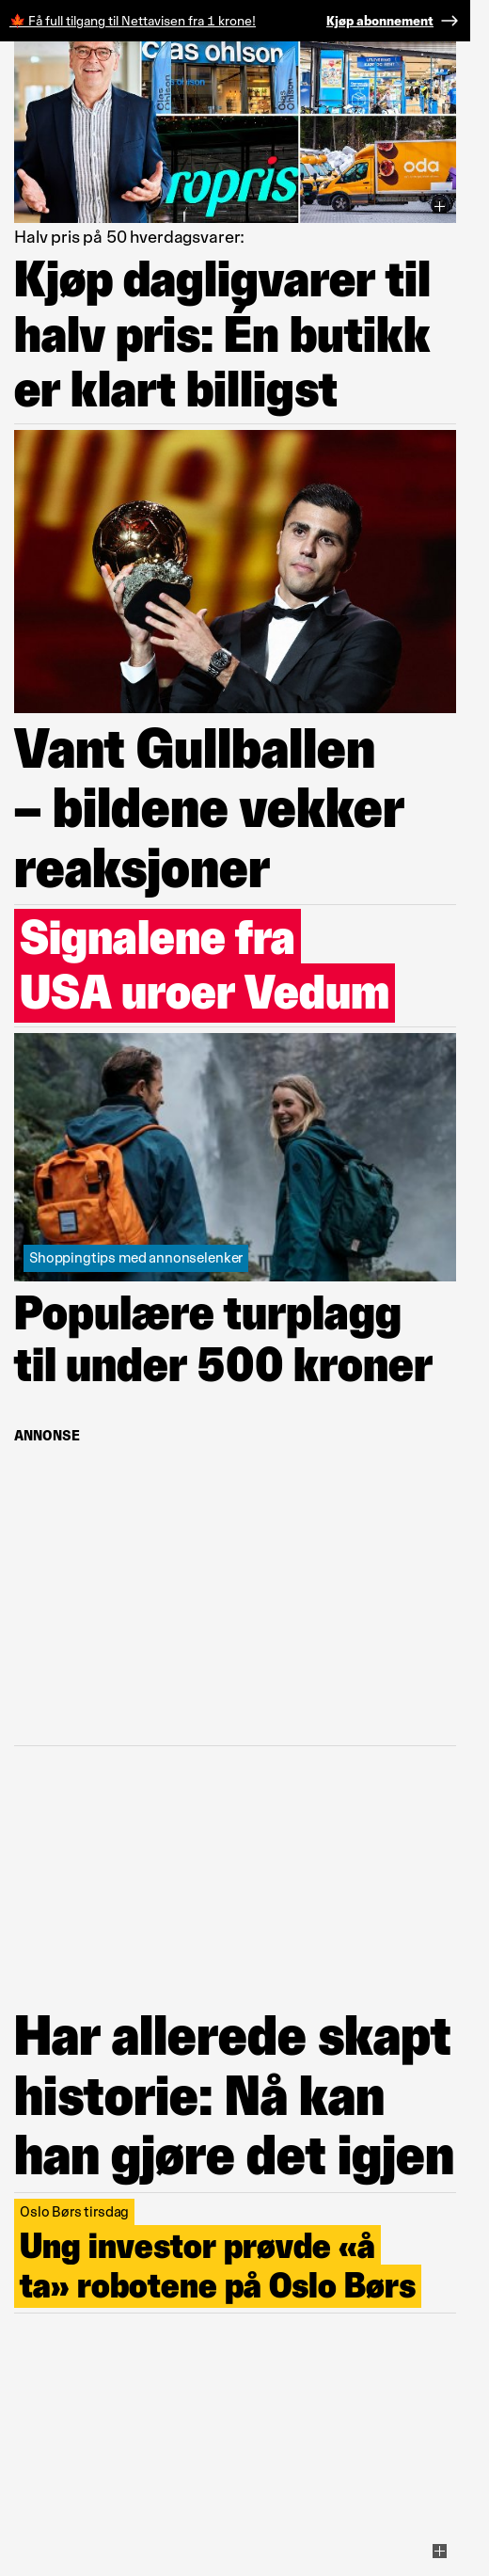 Få full tilgang til Nettavisen fra 1 krone!
Kjøp abonnement
Clas ohlson
ropris
oda
Halv pris på 50 hverdagsvarer:
Kjøp dagligvarer til
halv pris: Én butikk
er klart billigst
Vant Gullballen
– bildene vekker
reaksjoner
Signalene fra
USA uroer Vedum
Shoppingtips med annonselenker
Populære turplagg
til under 500 kroner
ANNONSE
Har allerede skapt
historie: Nå kan
han gjøre det igjen
Oslo Børs tirsdag
Ung investor prøvde «å
ta» robotene på Oslo Børs